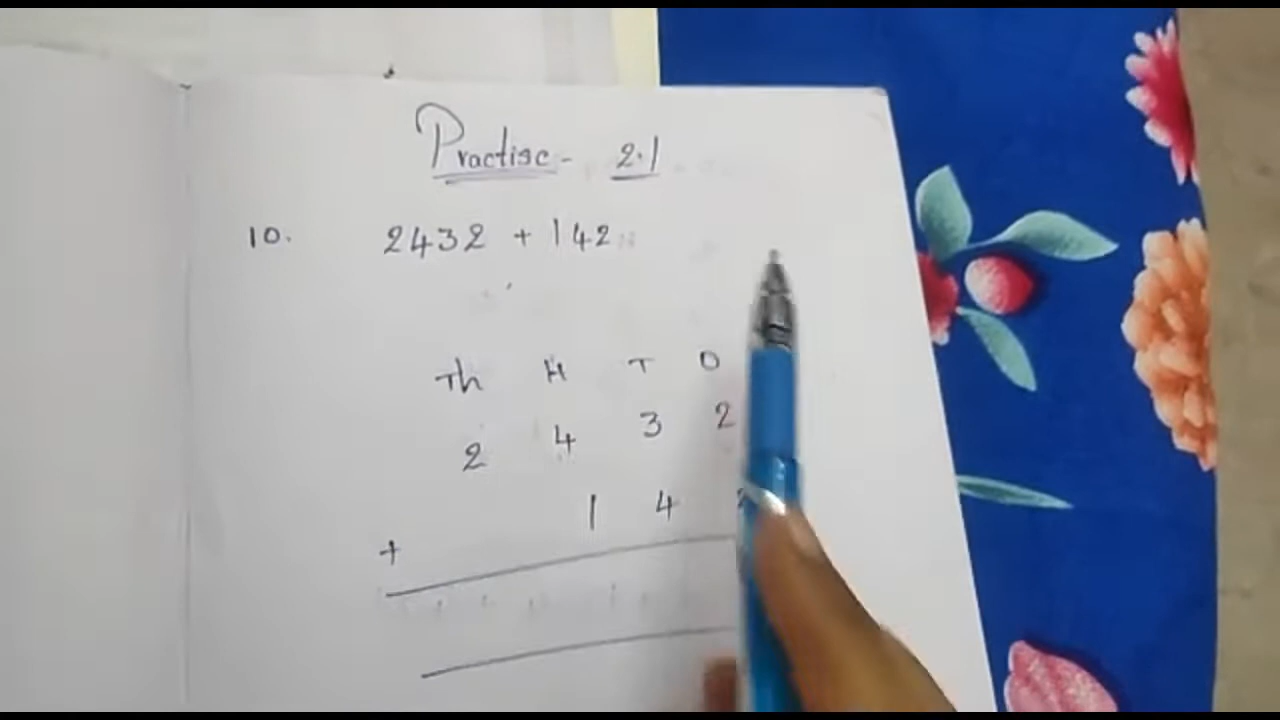 Practise - 2.1
10. 2432 + 142
Th H T O
2 4 3 2
1 4
+